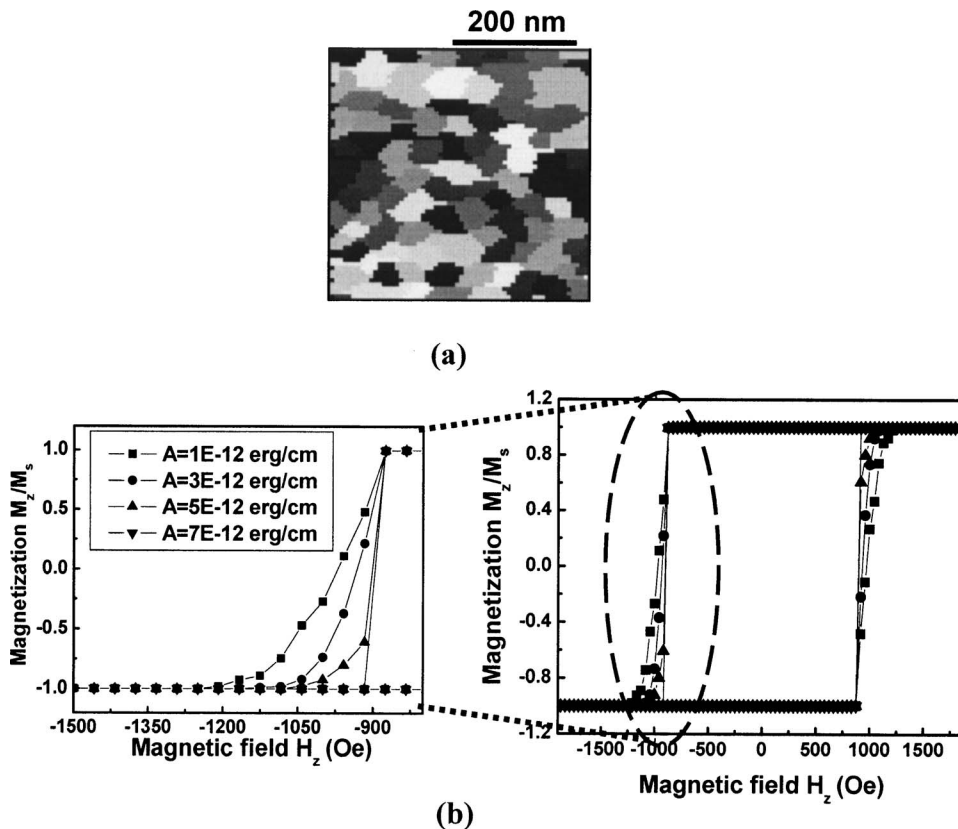 200 nm
(a)
1.0
0.5
0.0
-0.5
-1.0
Magnetization M_z/M_s
A=1E-12 erg/cm
A=3E-12 erg/cm
A=5E-12 erg/cm
A=7E-12 erg/cm
-1500 -1350 -1200 -1050 -900
Magnetic field H_z (Oe)
1.2
0.8
0.4
0.0
-0.4
-0.8
-1.2
Magnetization M_z/M_s
-1500 -1000 -500 0 500 1000 1500
Magnetic field H_z (Oe)
(b)